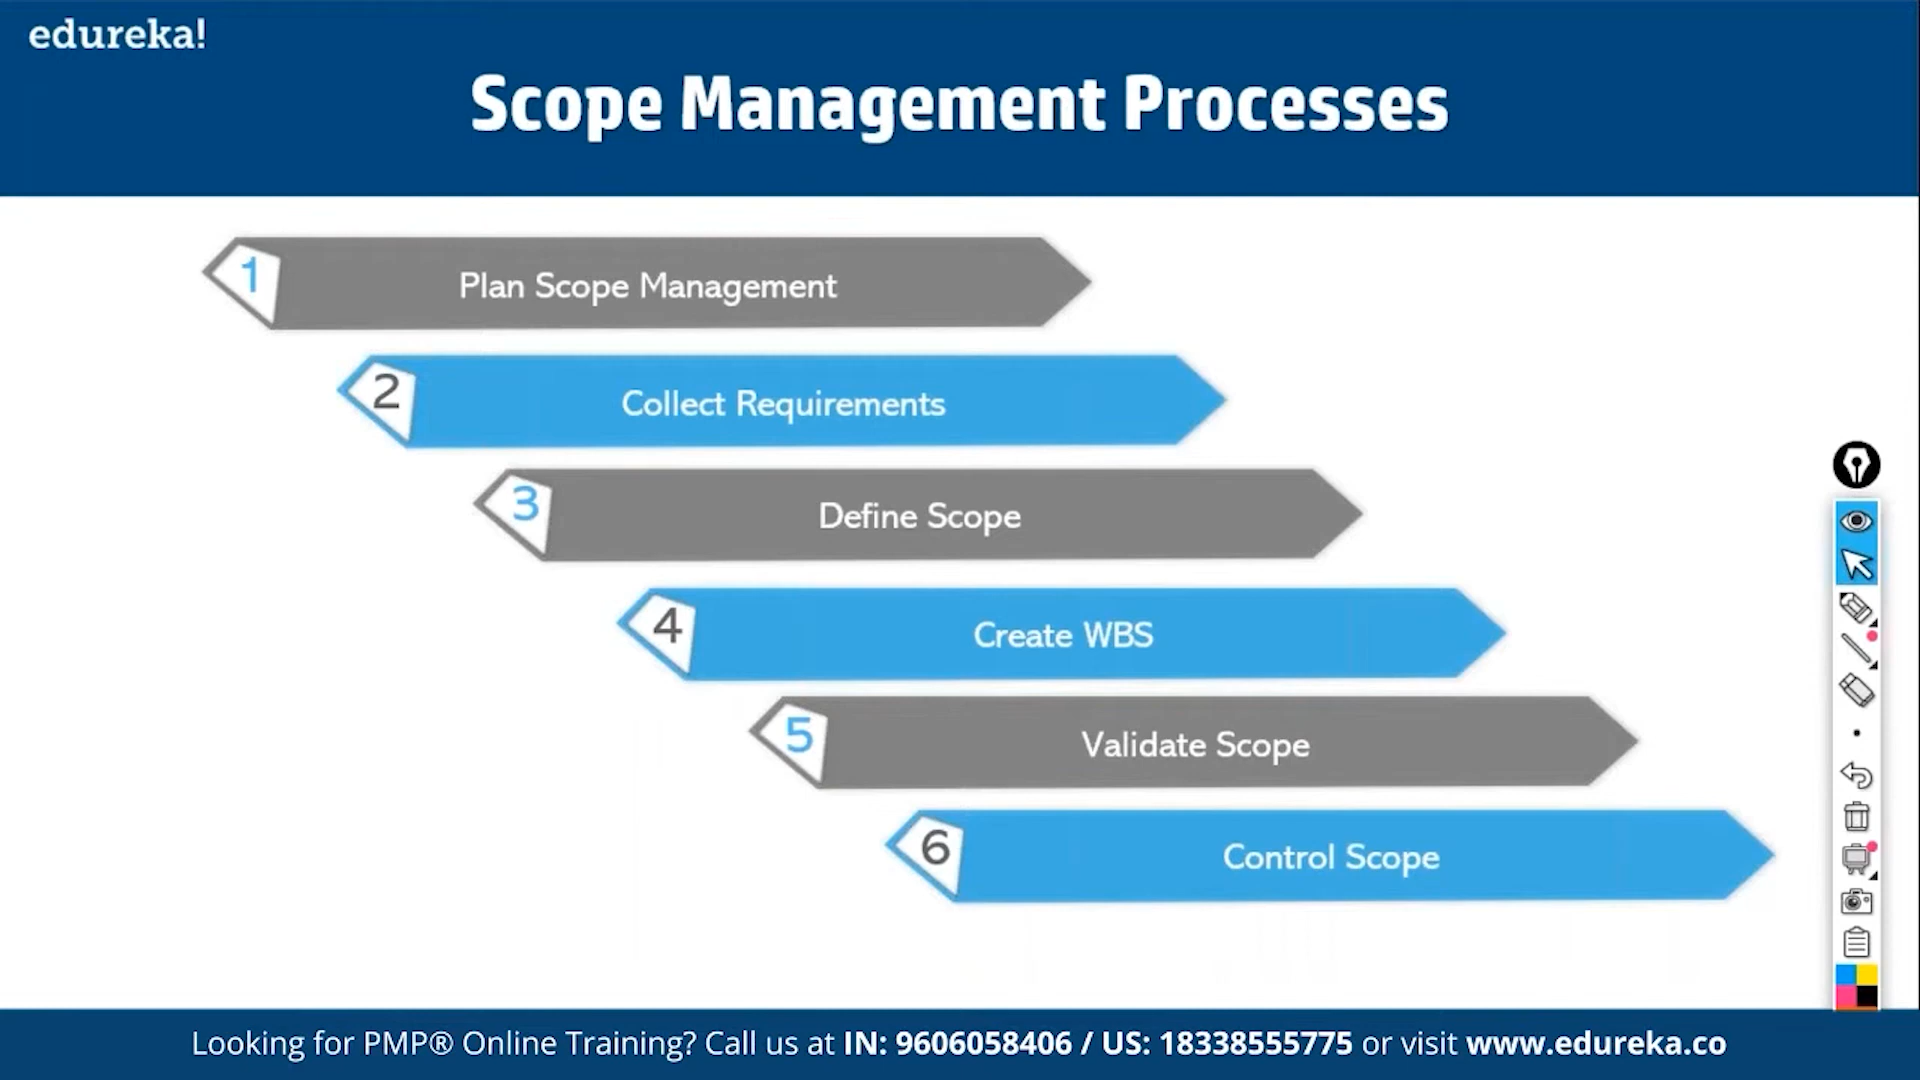 edureka!
Scope Management Processes
1
Plan Scope Management
2
Collect Requirements
3
Define Scope
4
Create WBS
5
Validate Scope
6
Control Scope
Looking for PMP® Online Training? Call us at IN: 9606058406 / US: 18338555775 or visit www.edureka.co